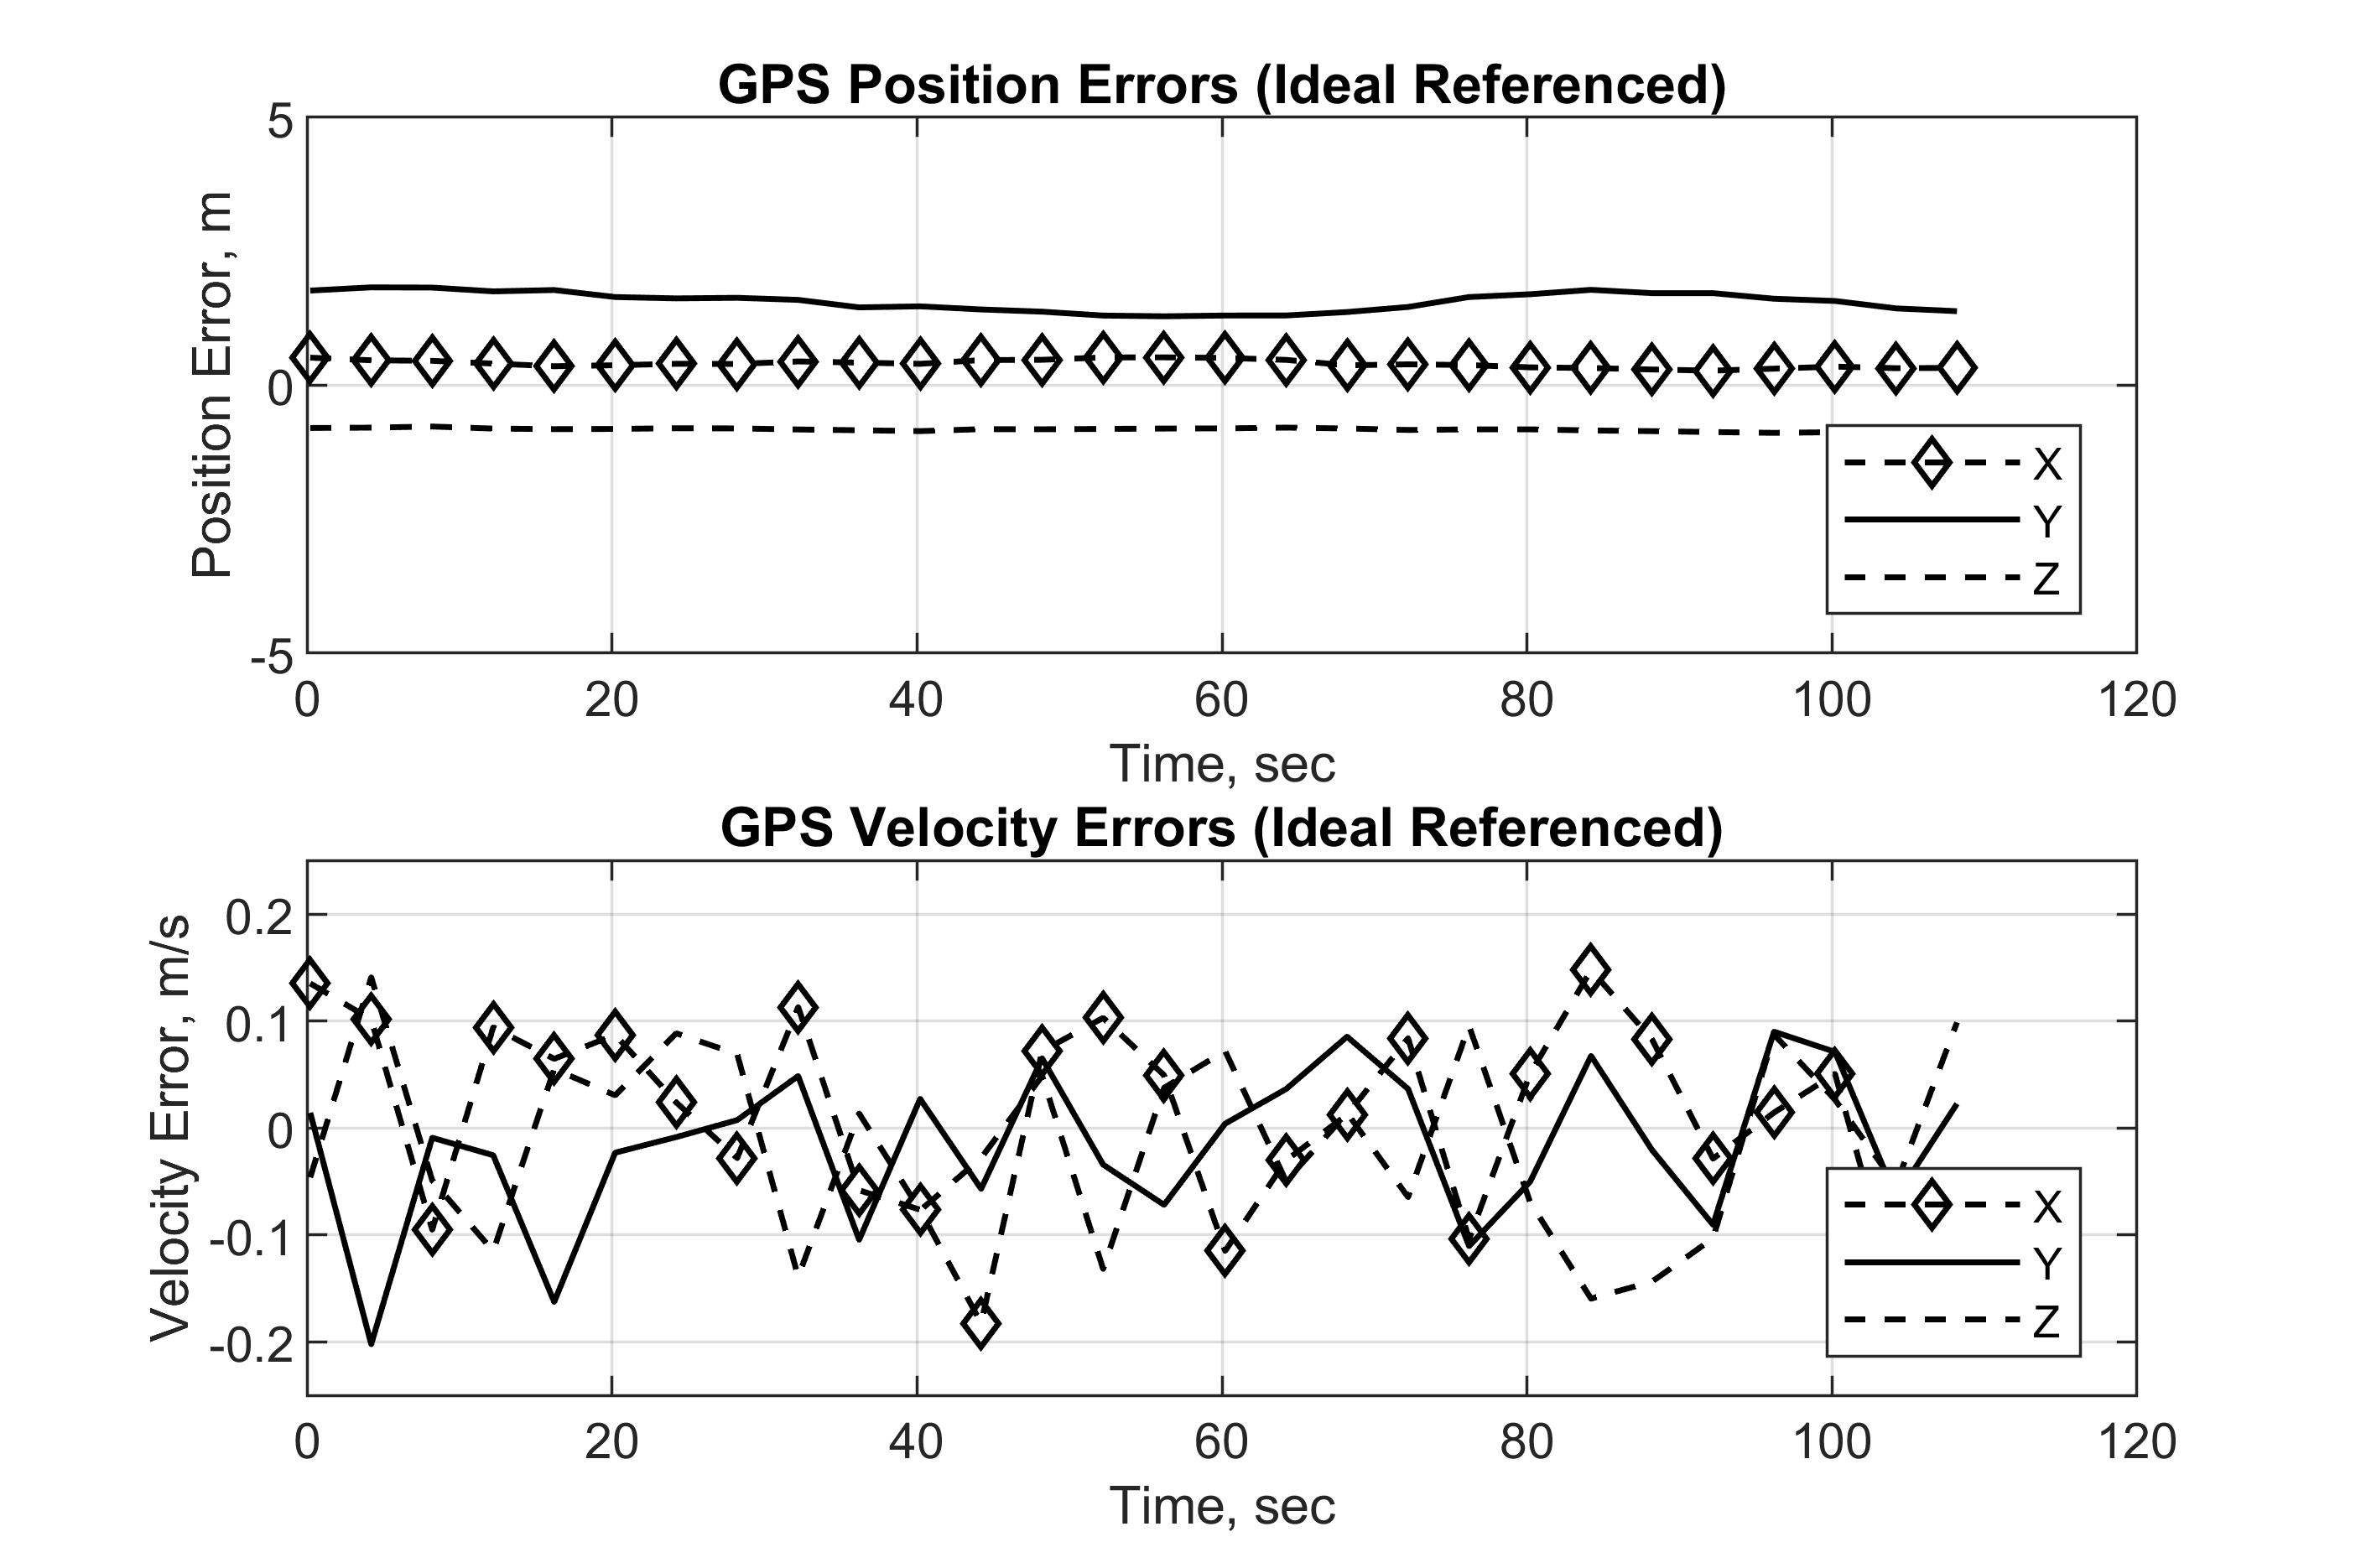 GPS Position Errors (Ideal Referenced)
Position Error, m
5
0
-5
X
Y
Z
0 20 40 60 80 100 120
Time, sec
GPS Velocity Errors (Ideal Referenced)
Velocity Error, m/s
0.2
0.1
0
-0.1
-0.2
X
Y
Z
0 20 40 60 80 100 120
Time, sec